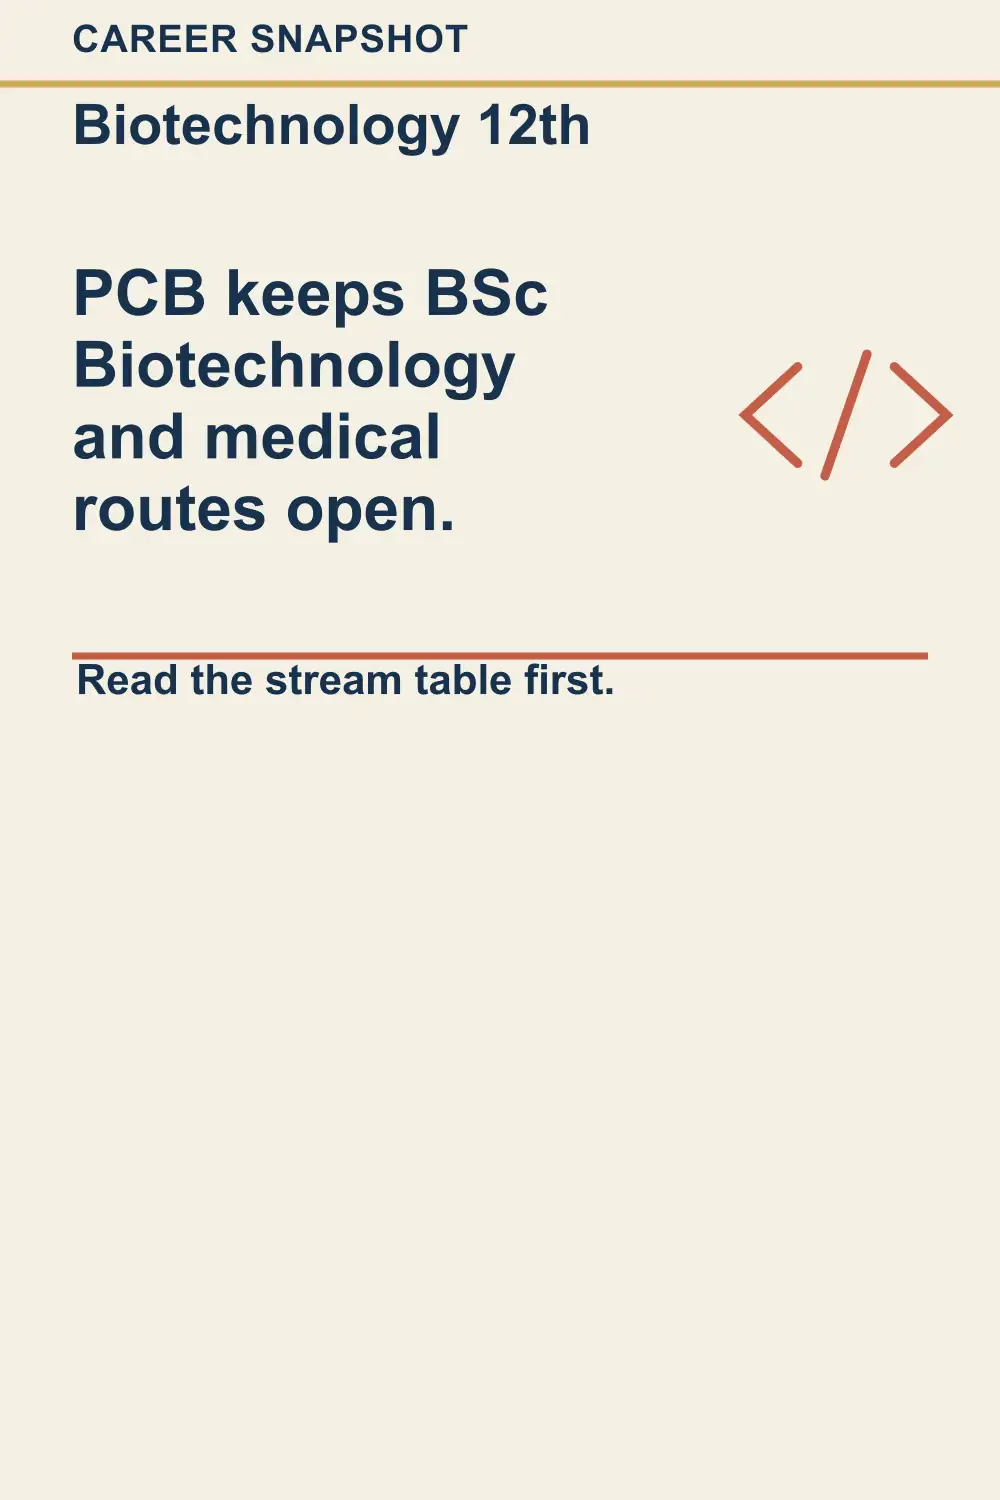 CAREER SNAPSHOT
Biotechnology 12th
PCB keeps BSc
Biotechnology
and medical
routes open.
Read the stream table first.